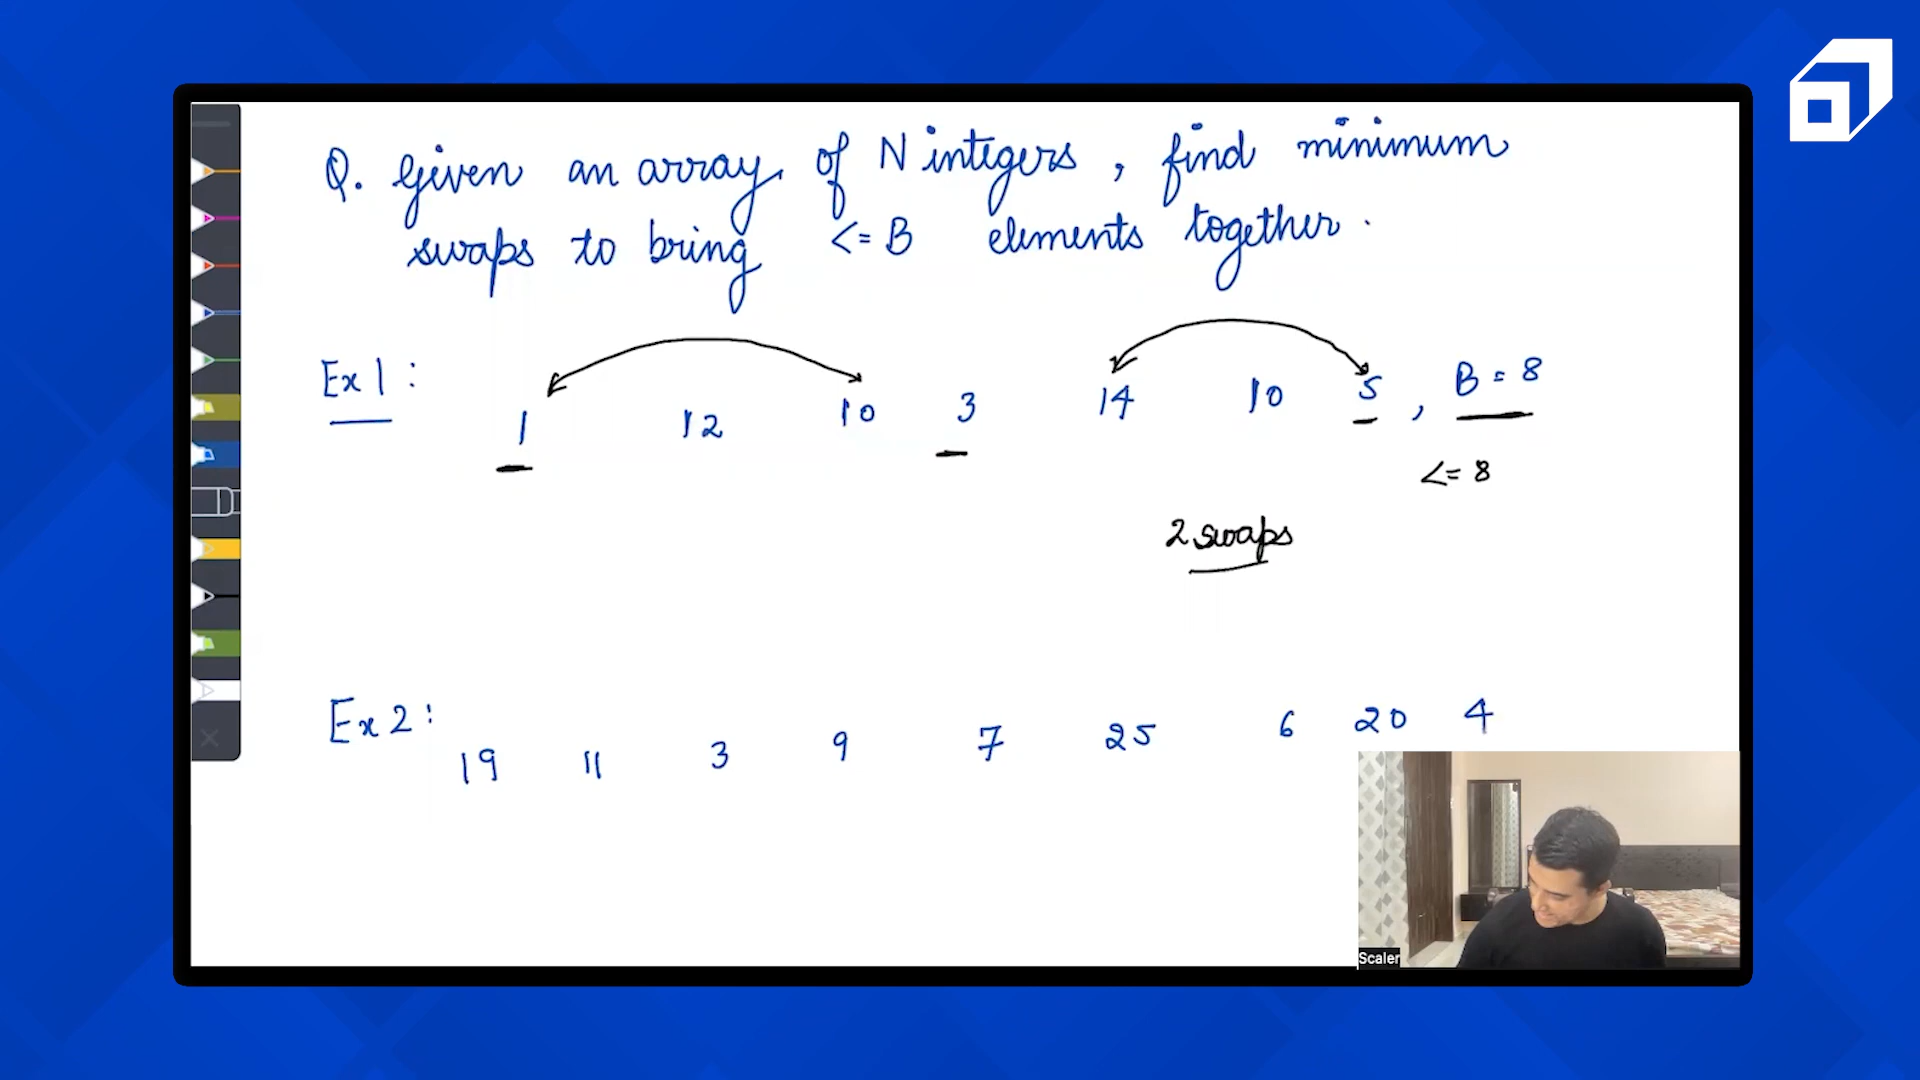 Q. Given an array of N integers, find minimum
swaps to bring <= B elements together.
Ex 1 : 1 12 10 3 14 10 5 , B = 8
<= 8
2 swaps
Ex 2 : 19 11 3 9 7 25 6 20 4
Scaler